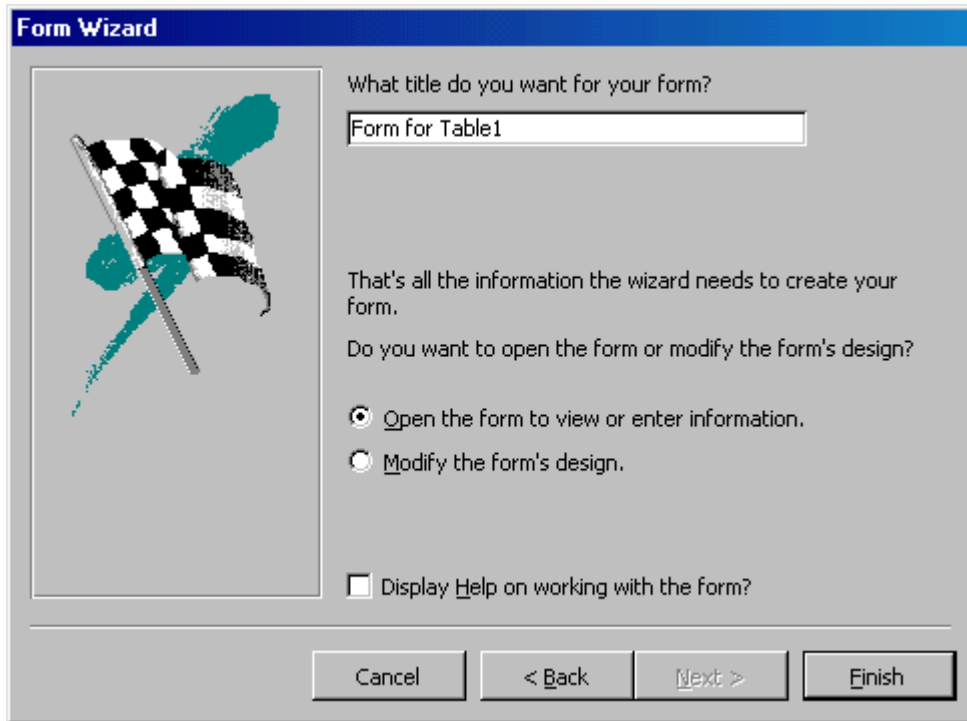 Form Wizard
What title do you want for your form?
Form for Table1
That's all the information the wizard needs to create your
form.
Do you want to open the form or modify the form's design?
Open the form to view or enter information.
Modify the form's design.
Display Help on working with the form?
Cancel
< Back
Next >
Finish